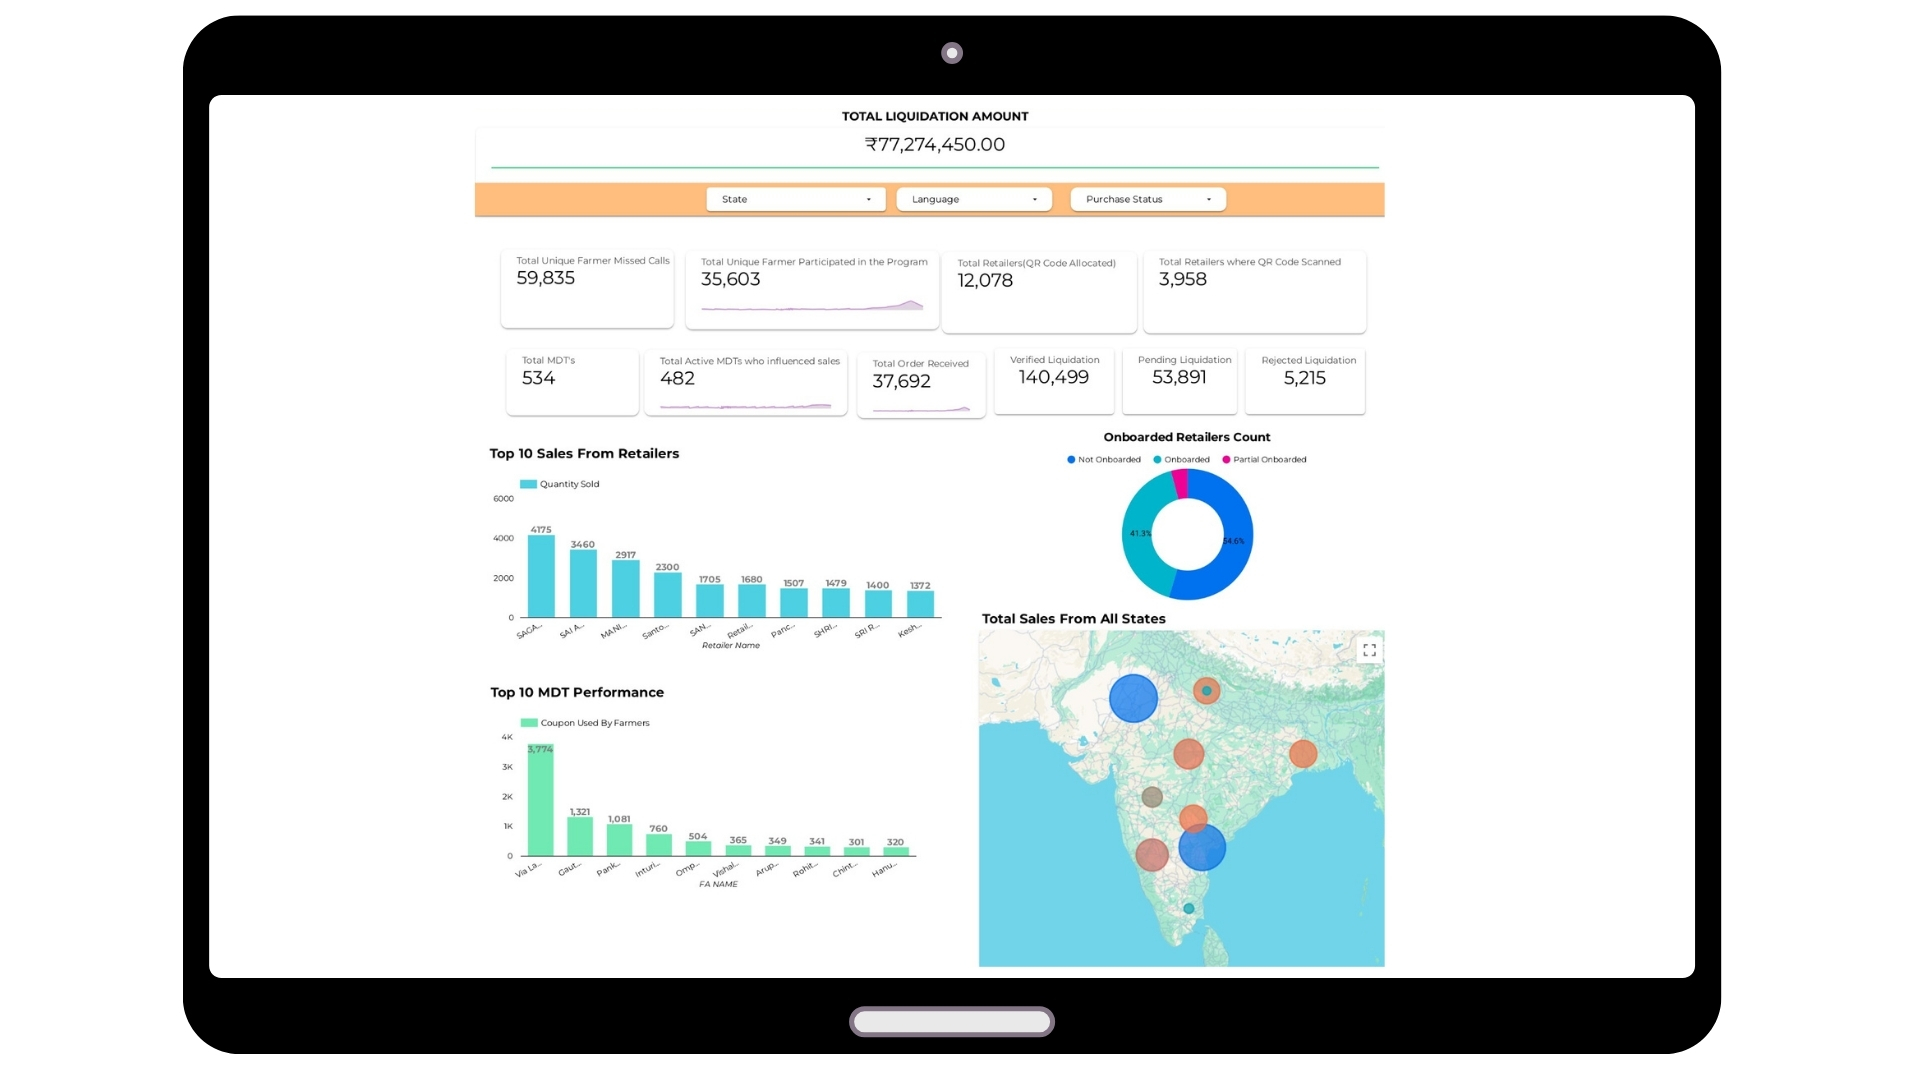 TOTAL LIQUIDATION AMOUNT
₹77,274,450.00
State Language Purchase Status
Total Unique Farmer Missed Calls
59,835
Total Unique Farmer Participated in the Program
35,603
Total Retailers(QR Code Allocated)
12,078
Total Retailers where QR Code Scanned
3,958
Total MDT's
534
Total Active MDTs who influenced sales
482
Total Order Received
37,692
Verified Liquidation
140,499
Pending Liquidation
53,891
Rejected Liquidation
5,215
Top 10 Sales From Retailers
Quantity Sold
6000
4000
2000
0
4175 3460 2917 2300 1705 1680 1507 1479 1400 1372
SAGA... SAI A... MANI... Santo... SAN... Retail... Panc... SHRI... SRI R... Kesh...
Retailer Name
Onboarded Retailers Count
Not Onboarded Onboarded Partial Onboarded
41.3% 54.6%
Total Sales From All States
Top 10 MDT Performance
Coupon Used By Farmers
4K
3K
2K
1K
0
3,774 1,321 1,081 760 504 365 349 341 301 320
Via La... Gaut... Pank... Inturi... Omp... Vishal... Arup... Rohit... Chint... Hanu...
FA NAME